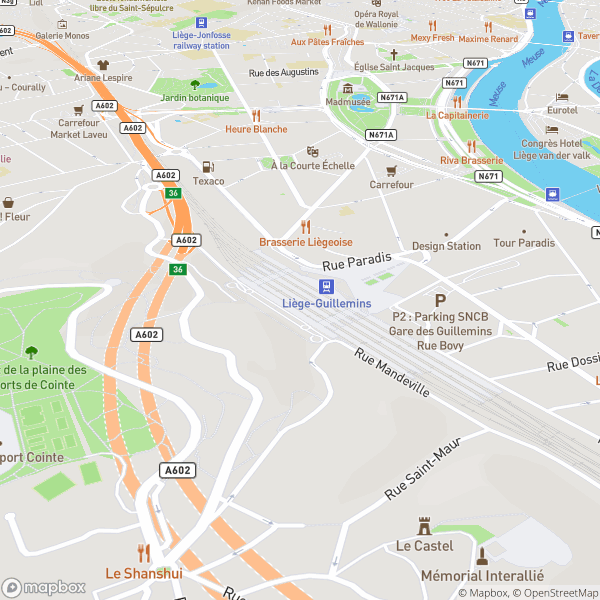 N3g
A602
Lidl
Galerie Monos
libre du Saint-Sépulcre
Liège-Jonfosse
railway station
Kenan Foods Market
Aux Pâtes Fraîches
Opéra Royal
de Wallonie
Mexy Fresh
Maxime Renard
Tave
Meuse
Ariane Lespire
u - Courally
Rue des Augustins
Église Saint Jacques
N671
A602
Jardin botanique
Madmusée
N671A
N671
Meuse
La Capitainerie
Eurotel
Carrefour
Market Laveu
A602
Heure Blanche
N671A
Congrès Hotel
Liège van der valk
Riva Brasserie
Texaco
A602
À la Courte Échelle
Carrefour
N671
36
! Fleur
A602
Brasserie Liégeoise
Design Station
Tour Paradis
36
Rue Paradis
Liège-Guillemins
P
P2 : Parking SNCB
Gare des Guillemins
Rue Bovy
A602
de la plaine des
orts de Cointe
Rue Mandeville
Rue Dossi
port Cointe
A602
Rue Saint-Maur
Le Castel
Le Shanshui
Mémorial Interallié
mapbox
© Mapbox, © OpenStreetMap